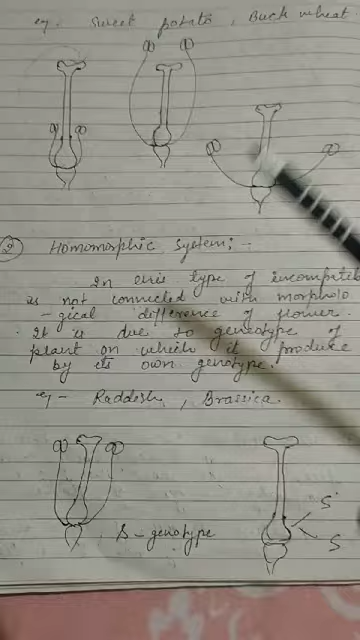 eg. Sweet potato, Buck wheat
2 Homomorphic System;-
In this type of incompatib
is not connected with morpholo
-gical difference of flower.
It is due to genotype of
plant on which it produce
by its own genotype.
eg- Raddesh, Brassica.
S-genotype
S
S